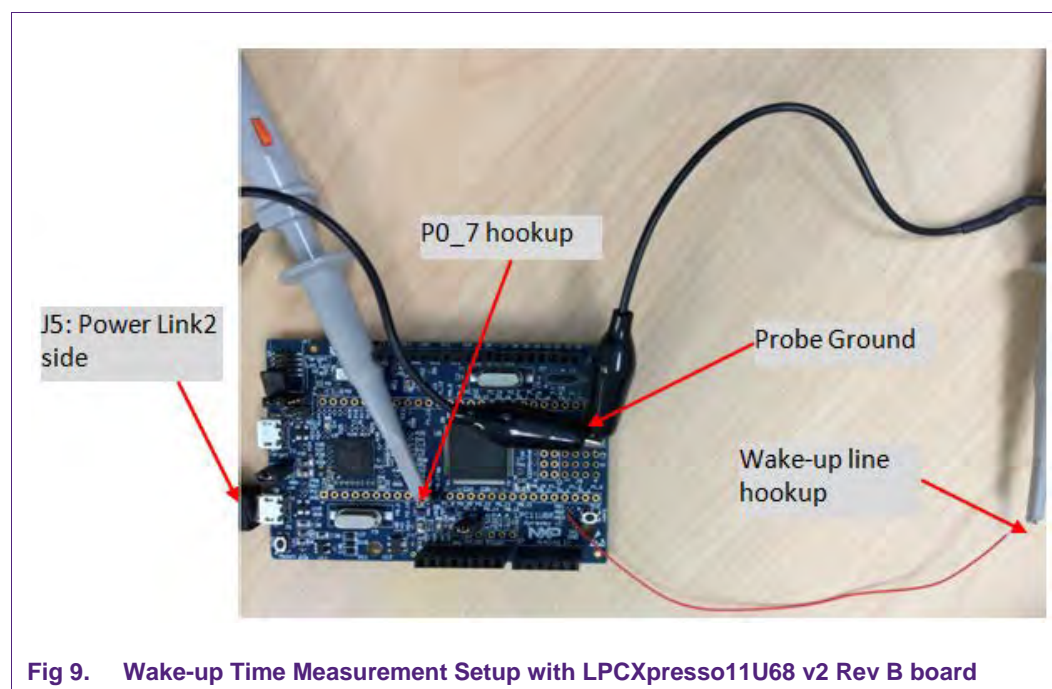 P0_7 hookup
J5: Power Link2
side
Probe Ground
Wake-up line
hookup
NXP
Fig 9. Wake-up Time Measurement Setup with LPCXpresso11U68 v2 Rev B board